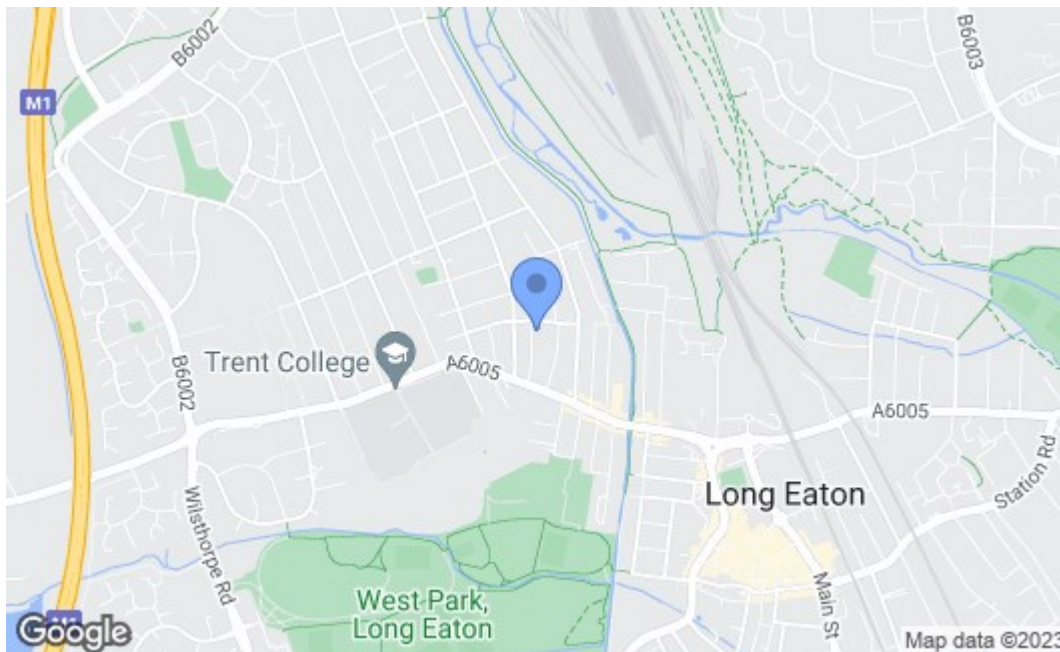 B6002
B6003
M1
Trent College
A6005
B6002
A6005
Station Rd
Long Eaton
Wilsthorpe Rd
West Park,
Long Eaton
Main St
Google
Map data ©2023